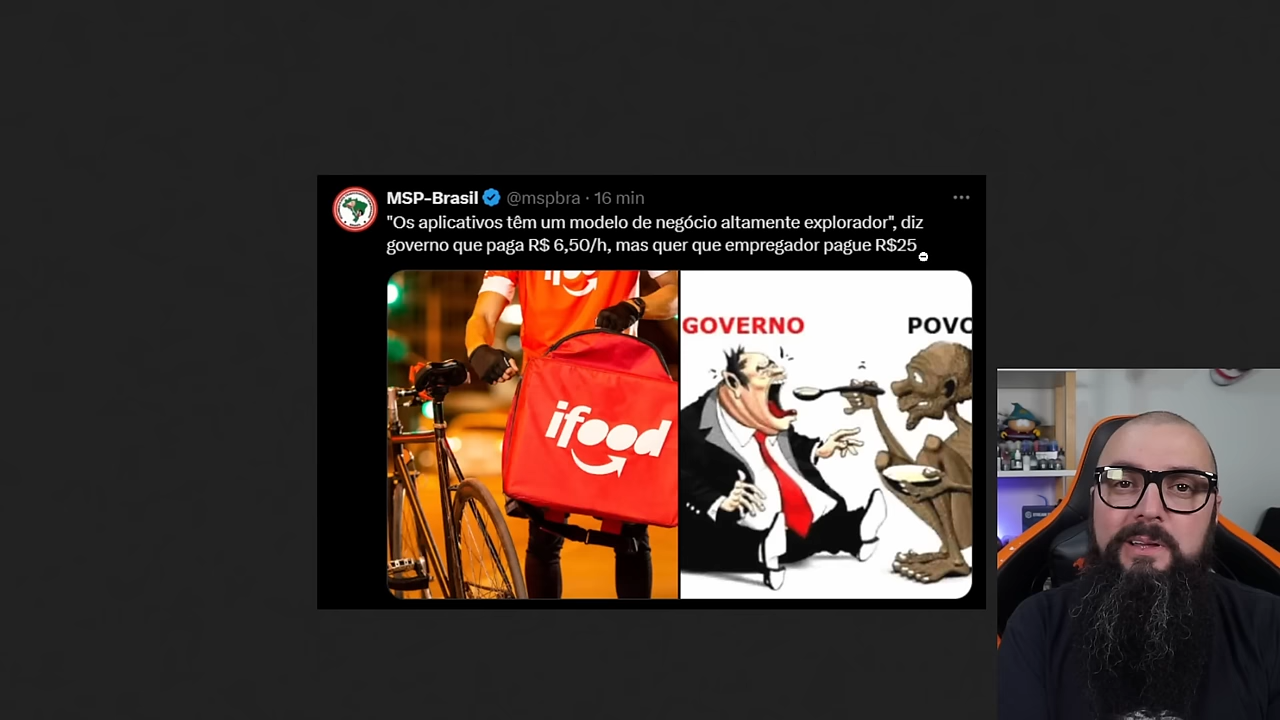 MSP-Brasil @mspbra · 16 min
"Os aplicativos têm um modelo de negócio altamente explorador", diz
governo que paga R$ 6,50/h, mas quer que empregador pague R$25
ifood
GOVERNO
POVO
ifood